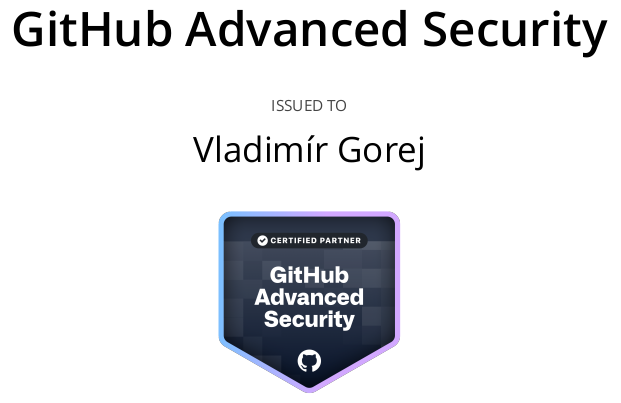 GitHub Advanced Security
ISSUED TO
Vladimír Gorej
CERTIFIED PARTNER
GitHub
Advanced
Security